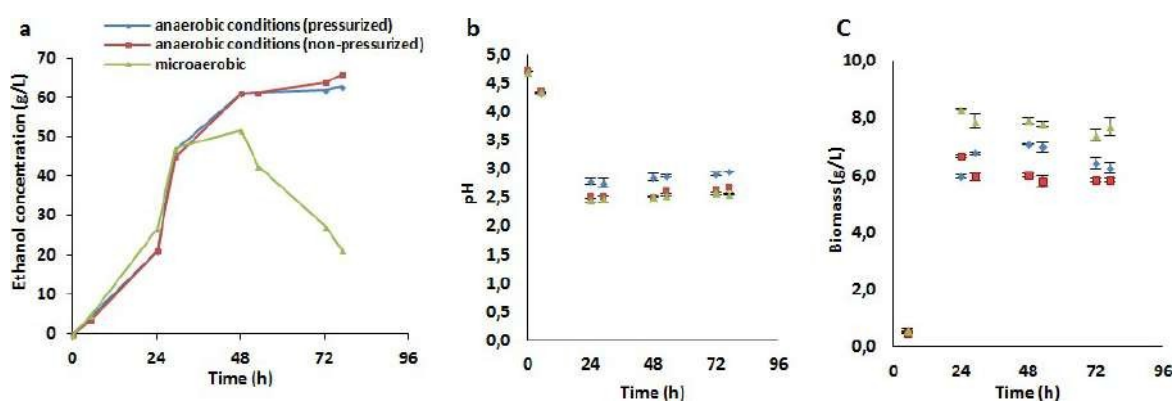 a
anaerobic conditions (pressurized)
anaerobic conditions (non-pressurized)
microaerobic
Ethanol concentration (g/L)
70
60
50
40
30
20
10
0
0 24 48 72 96
Time (h)
b
pH
5,0
4,5
4,0
3,5
3,0
2,5
2,0
1,5
1,0
0,5
0,0
0 24 48 72 96
Time (h)
C
Biomass (g/L)
10,0
8,0
6,0
4,0
2,0
0,0
0 24 48 72 96
Time (h)